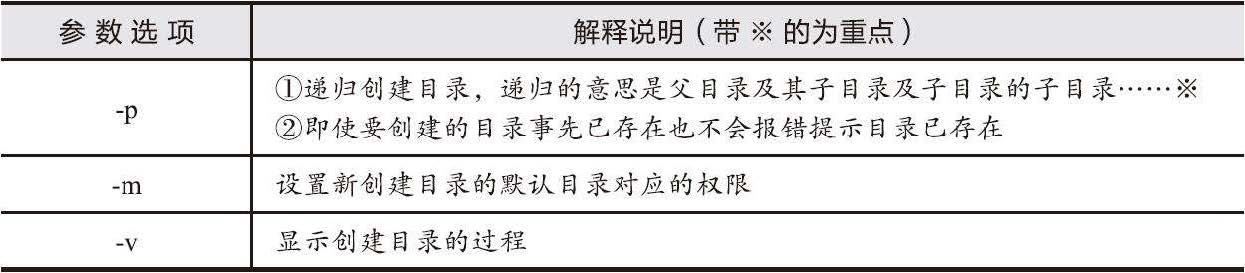 参数选项 解释说明（带※的为重点）
-p ①递归创建目录，递归的意思是父目录及其子目录及子目录的子目录……※
②即使要创建的目录事先已存在也不会报错提示目录已存在
-m 设置新创建目录的默认目录对应的权限
-v 显示创建目录的过程